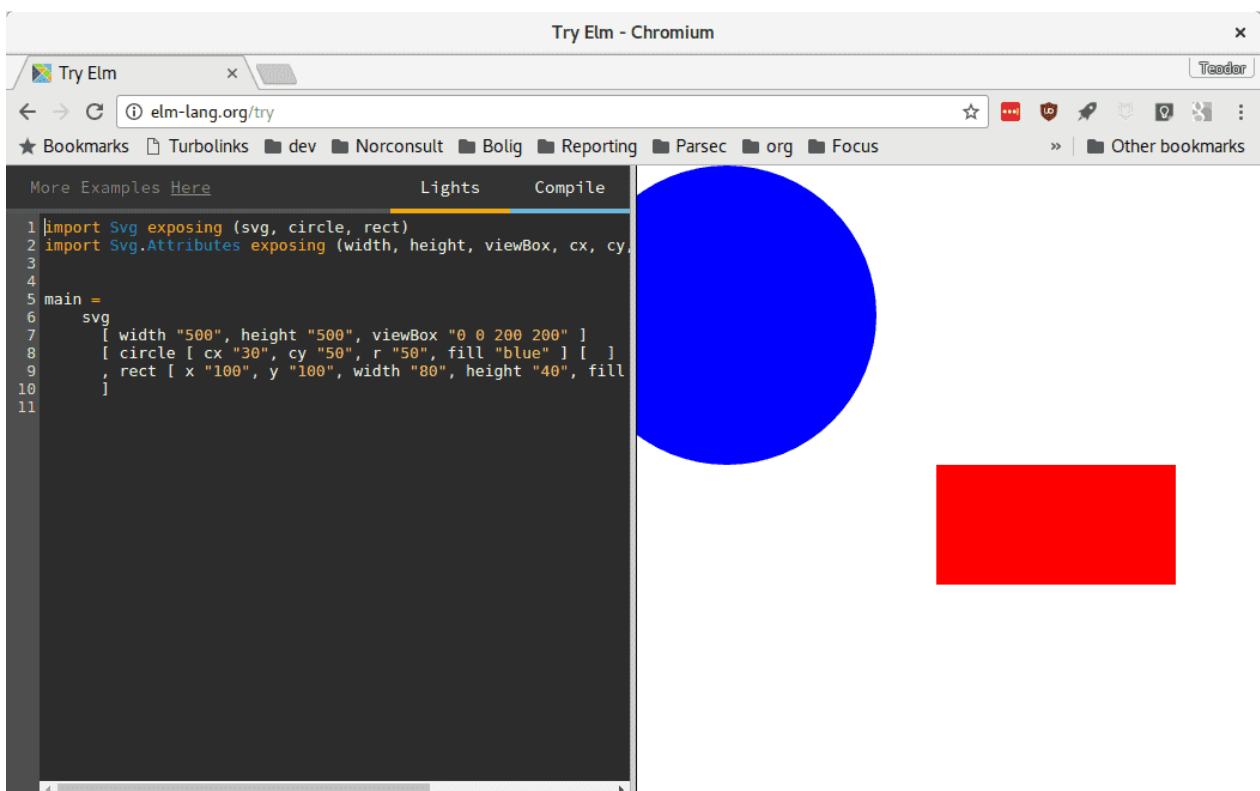 Try Elm - Chromium
Try Elm
Teodor
elm-lang.org/try
Bookmarks Turbolinks dev Norconsult Bolig Reporting Parsec org Focus » Other bookmarks
More Examples Here Lights Compile
1 import Svg exposing (svg, circle, rect)
2 import Svg.Attributes exposing (width, height, viewBox, cx, cy,
3
4
5 main =
6 svg
7 [ width "500", height "500", viewBox "0 0 200 200" ]
8 [ circle [ cx "30", cy "50", r "50", fill "blue" ] [  ]
9 , rect [ x "100", y "100", width "80", height "40", fill
10 ]
11